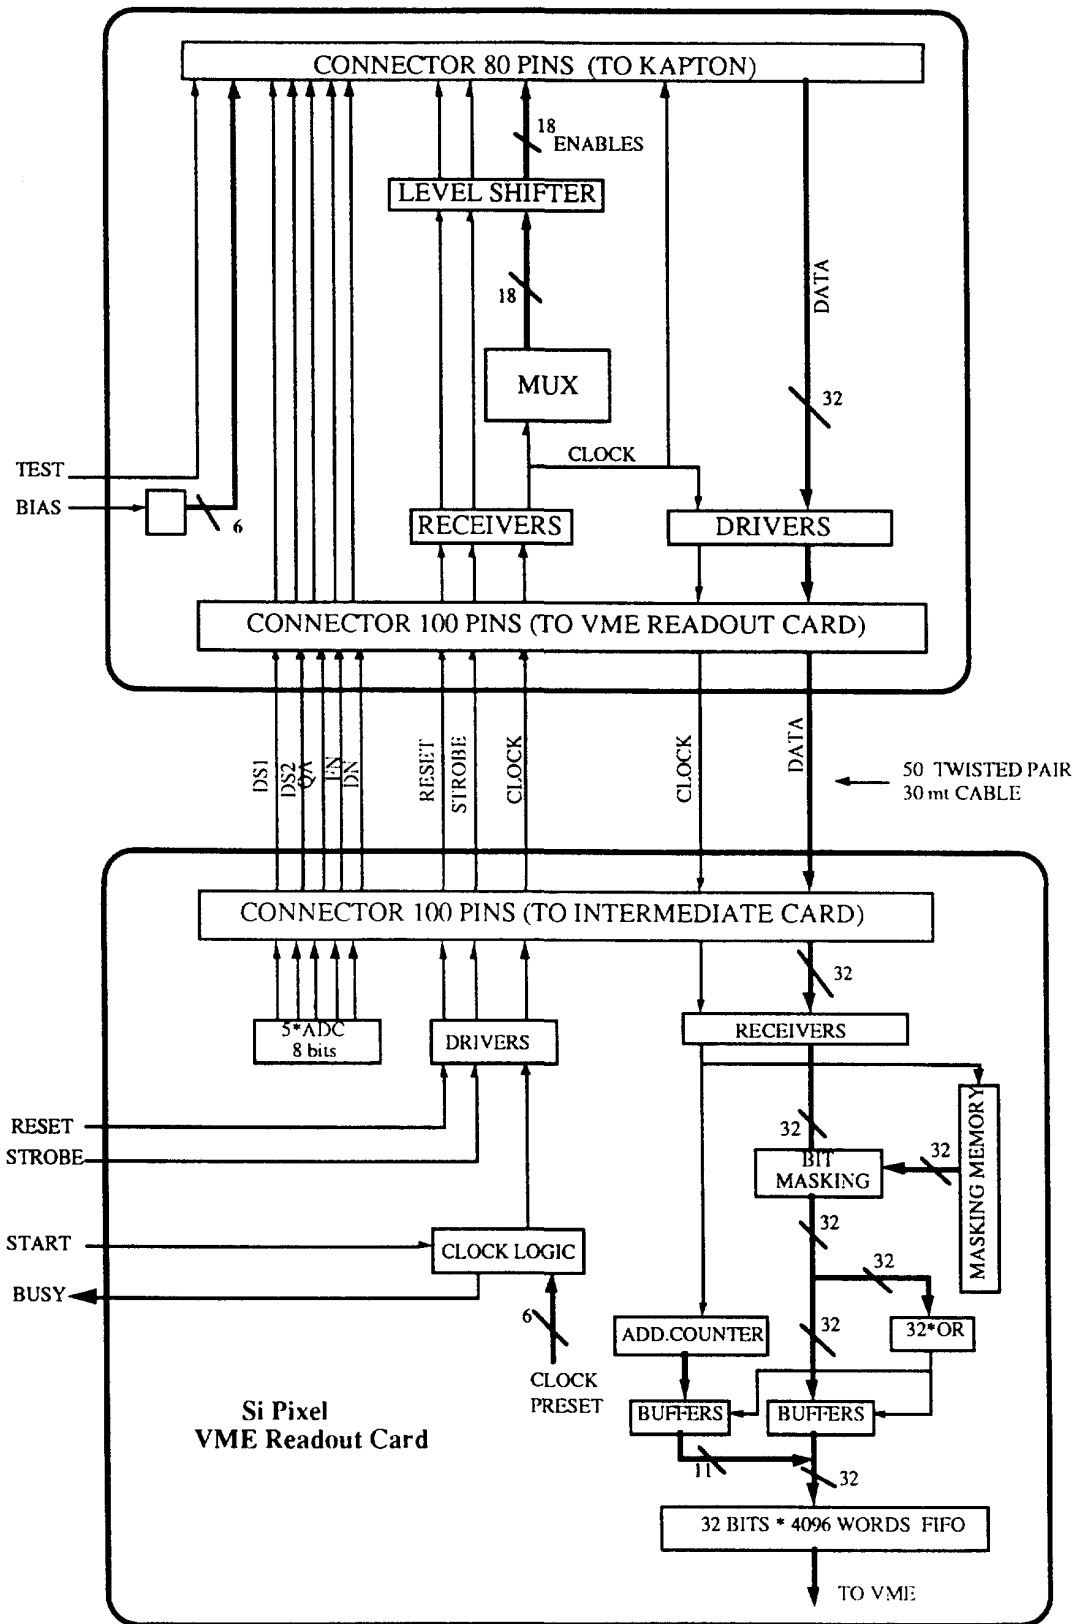 CONNECTOR 80 PINS (TO KAPTON)
18
ENABLES
LEVEL SHIFTER
18
DATA
MUX
32
CLOCK
TEST
BIAS
6
RECEIVERS
DRIVERS
CONNECTOR 100 PINS (TO VME READOUT CARD)
DS1
DS2
QA
DN
RESET
STROBE
CLOCK
CLOCK
DATA
50 TWISTED PAIR
30 mt CABLE
CONNECTOR 100 PINS (TO INTERMEDIATE CARD)
32
5*ADC
8 bits
DRIVERS
RECEIVERS
MASKING MEMORY
RESET
STROBE
32
BIT
MASKING
32
32
START
CLOCK LOGIC
BUSY
32
6
CLOCK
PRESET
ADD.COUNTER
32
32*OR
BUFFERS
BUFFERS
Si Pixel
VME Readout Card
11
32
32 BITS * 4096 WORDS FIFO
TO VME